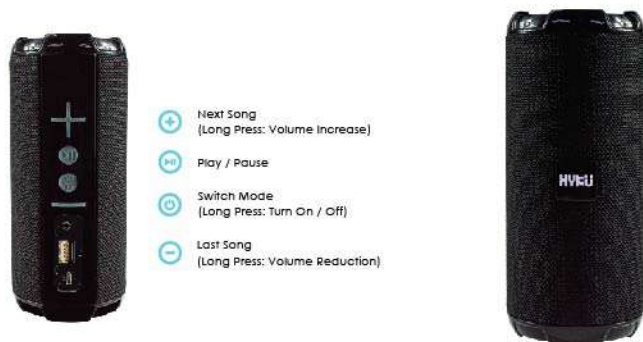 Next Song
(Long Press: Volume Increase)
Play / Pause
Switch Mode
(Long Press: Turn On / Off)
Last Song
(Long Press: Volume Reduction)